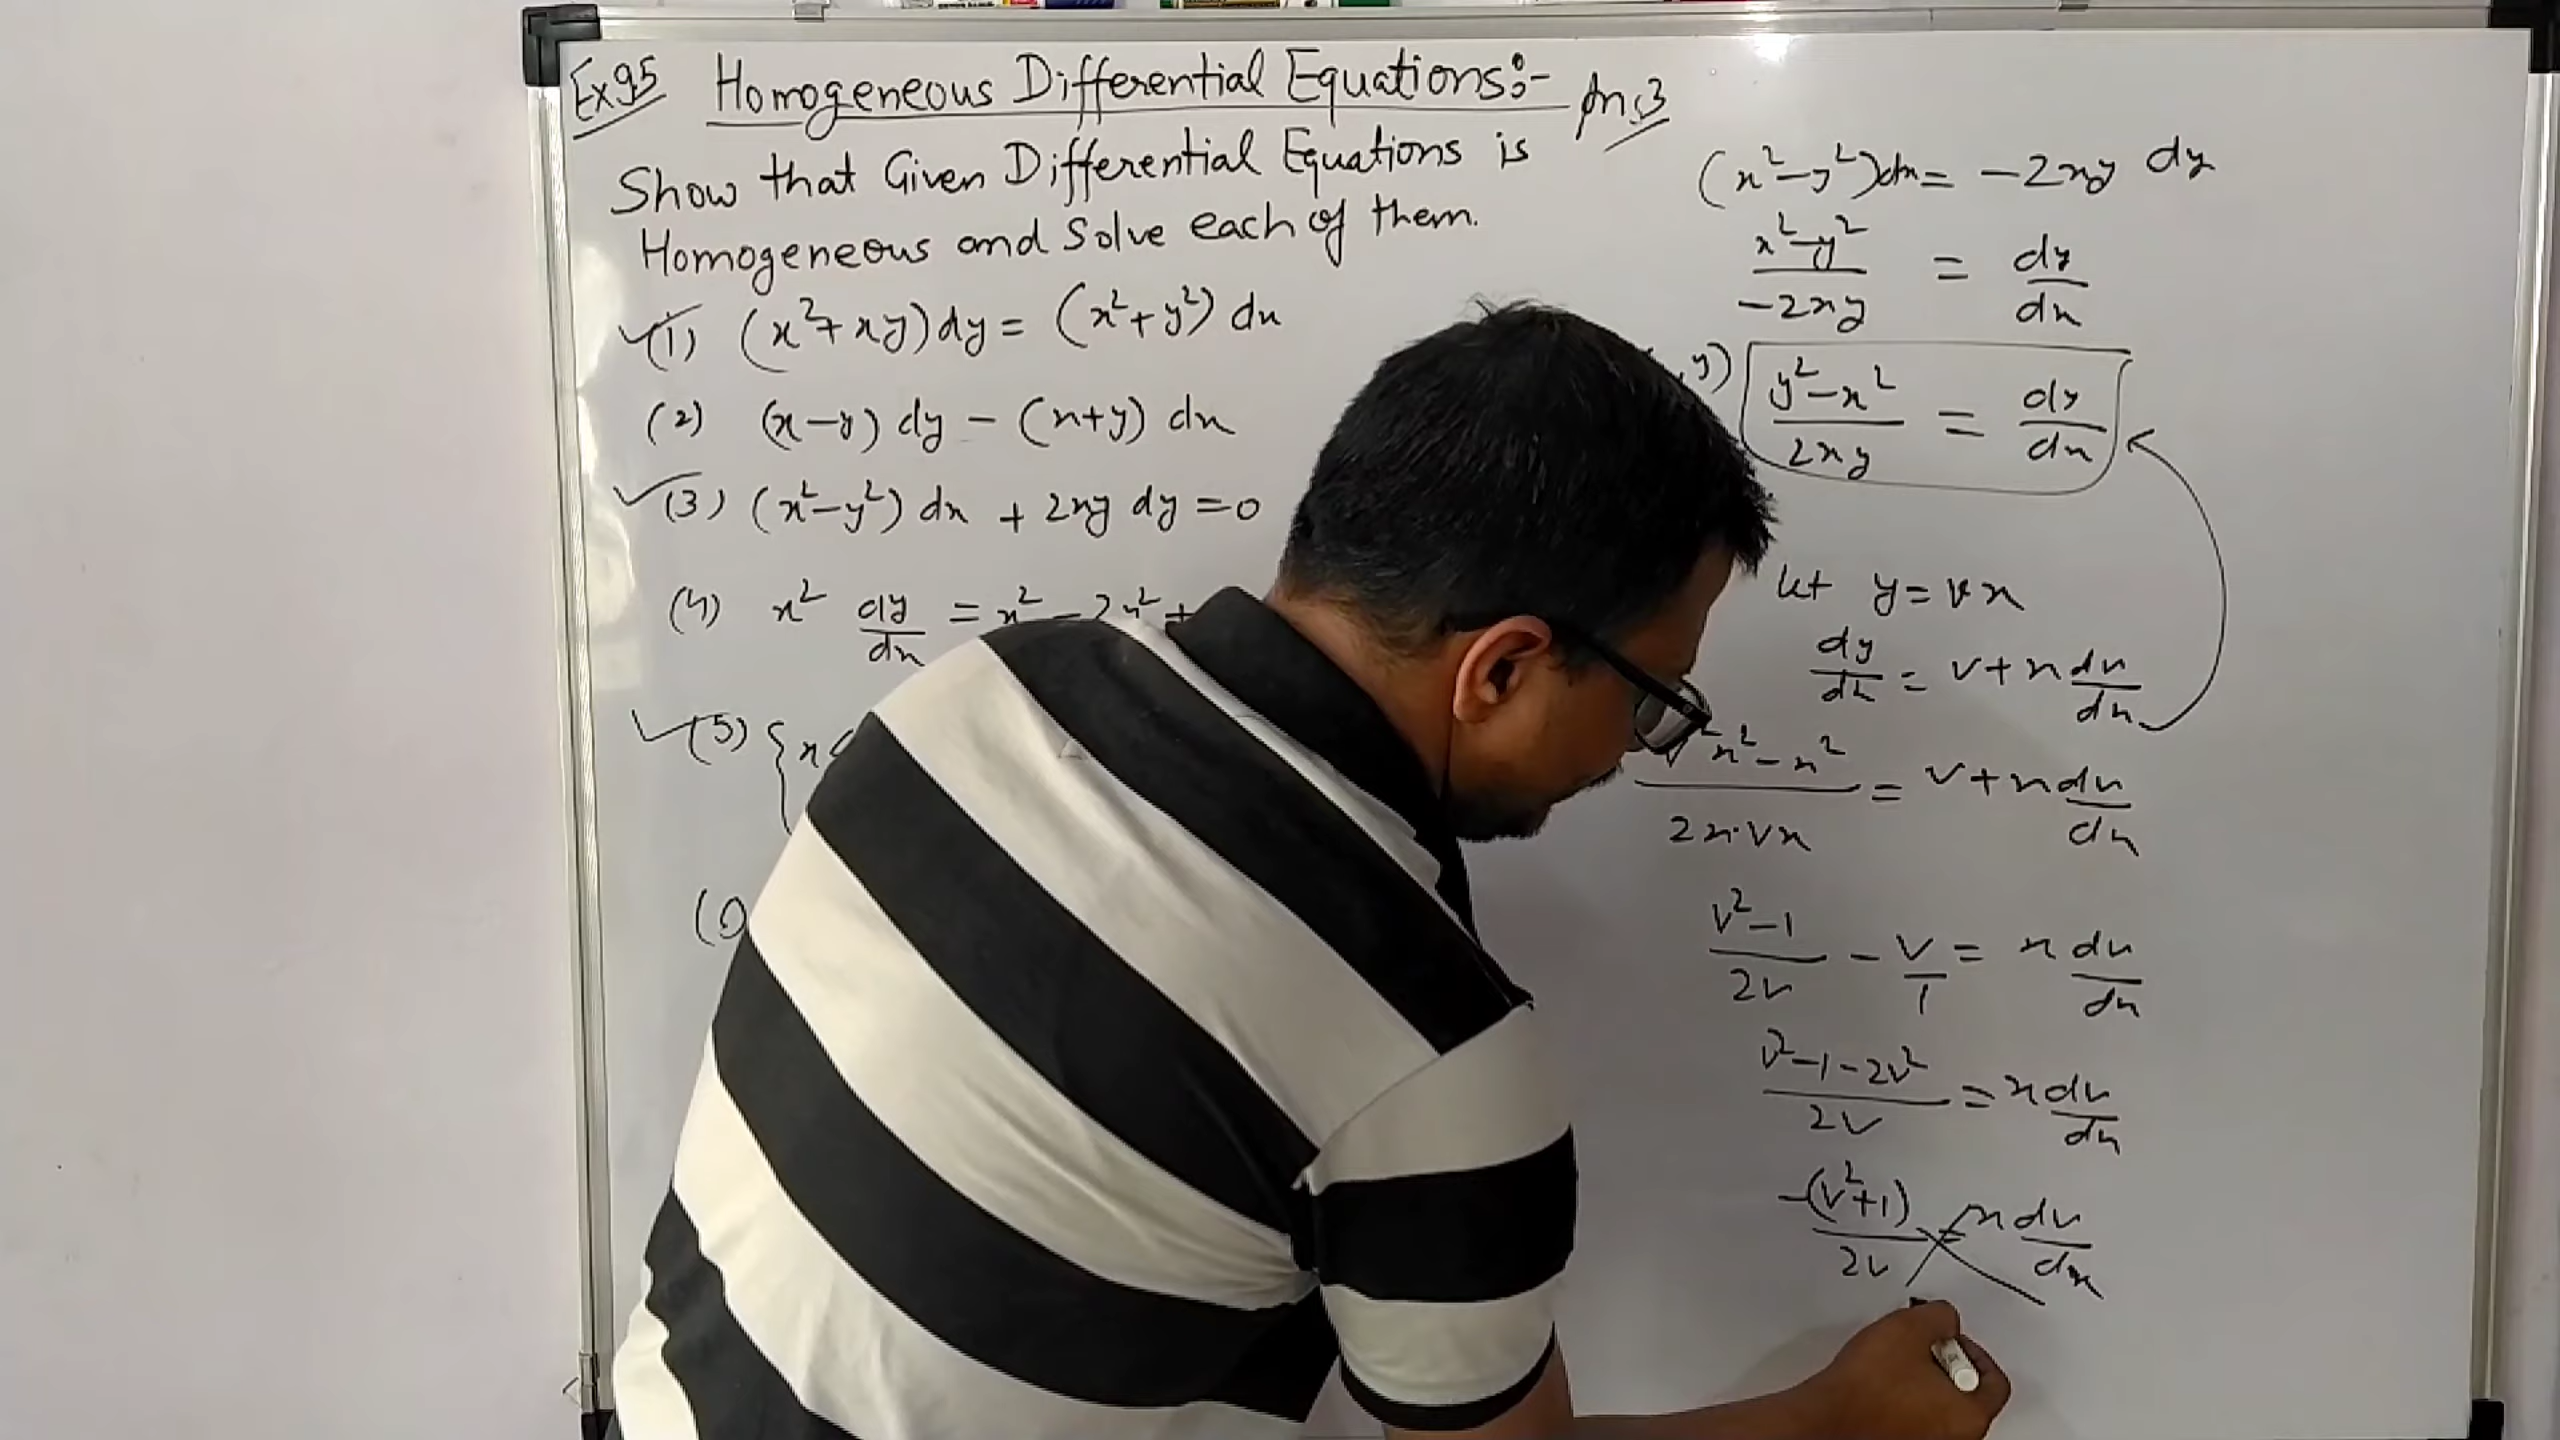 Ex 9.5 Homogeneous Differential Equations:-
Show that Given Differential Equations is
Homogeneous and Solve each of them.
(1) (x²+xy)dy = (x²+y²) dx
(2) (x-y) dy - (x+y) dx
(3) (x²-y²) dx + 2xy dy = 0
(4) x² dy/dx = x² - 2y² +
(5) { x
Ans 3
(x²-y²)dx = -2xy dy
(x²-y²)/(-2xy) = dy/dx
y) (y²-x²)/(2xy) = dy/dx
let y = vx
dy/dx = v + x dv/dx
(v²x²-x²)/(2x·vx) = v + x dv/dx
(v²-1)/(2v) - v/1 = x dv/dx
(v²-1-2v²)/(2v) = x dv/dx
-(v²+1)/(2v) = x dv/dx